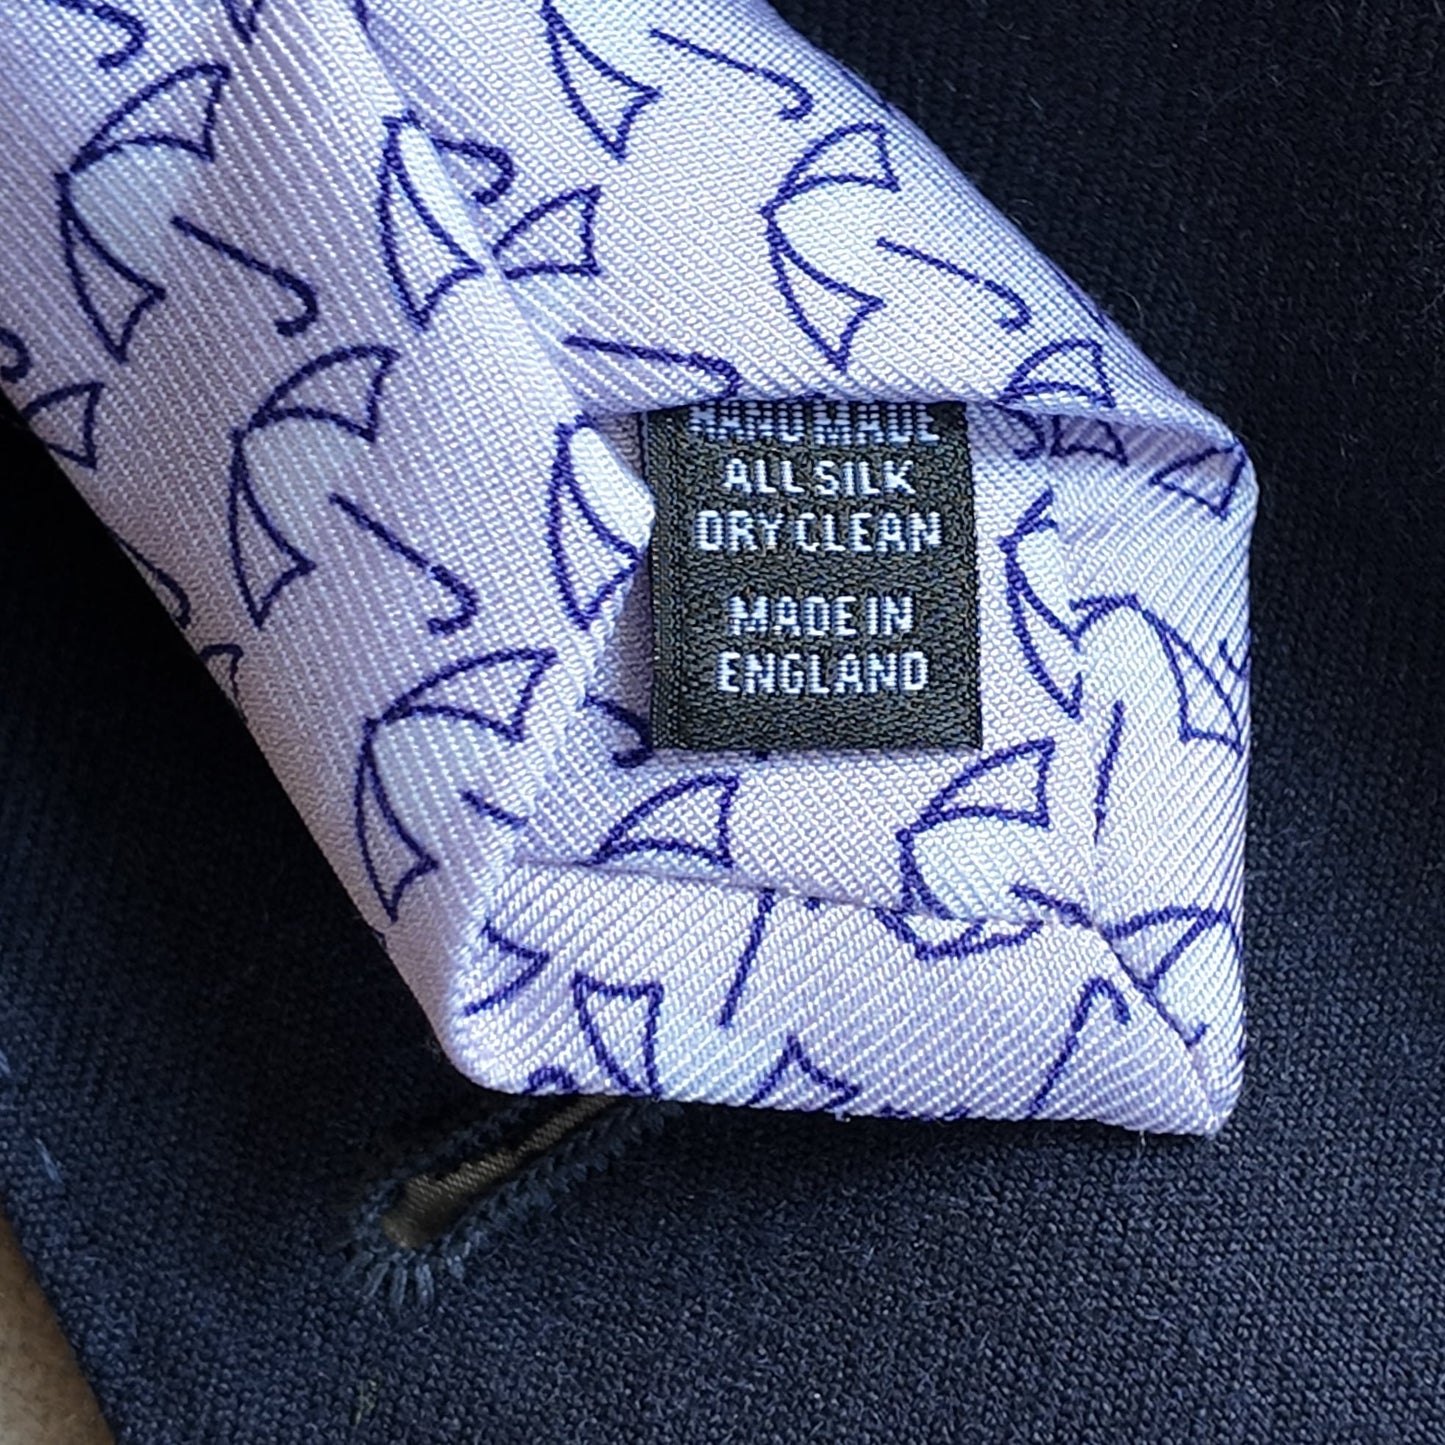 HAND MADE
ALL SILK
DRY CLEAN
MADE IN
ENGLAND